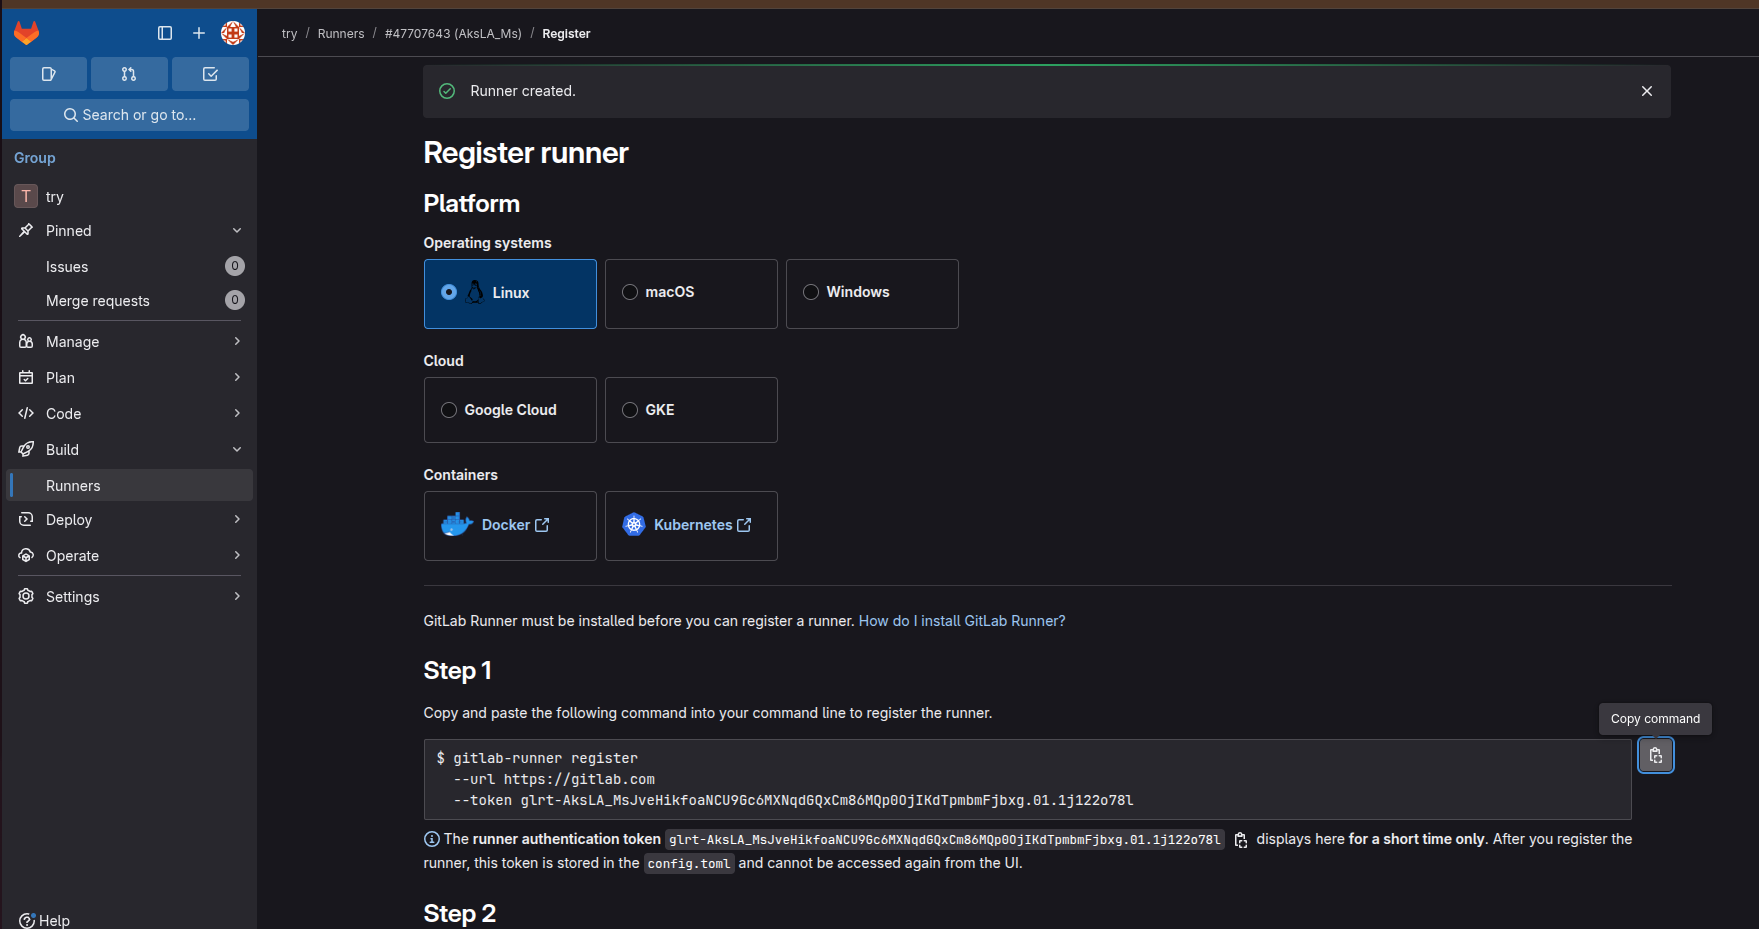 try / Runners / #47707643 (AksLA_Ms) / Register
Search or go to...
Group
T try
Pinned
Issues 0
Merge requests 0
Manage
Plan
Code
Build
Runners
Deploy
Operate
Settings
Help
Runner created.
Register runner
Platform
Operating systems
Linux macOS Windows
Cloud
Google Cloud GKE
Containers
Docker Kubernetes
GitLab Runner must be installed before you can register a runner. How do I install GitLab Runner?
Step 1
Copy and paste the following command into your command line to register the runner.
Copy command
$ gitlab-runner register
--url https://gitlab.com
--token glrt-AksLA_MsJveHikfoaNCU9Gc6MXNqdGQxCm86MQp0OjIKdTpmbmFjbxg.01.1j122o78l
The runner authentication token glrt-AksLA_MsJveHikfoaNCU9Gc6MXNqdGQxCm86MQp0OjIKdTpmbmFjbxg.01.1j122o78l displays here for a short time only. After you register the
runner, this token is stored in the config.toml and cannot be accessed again from the UI.
Step 2